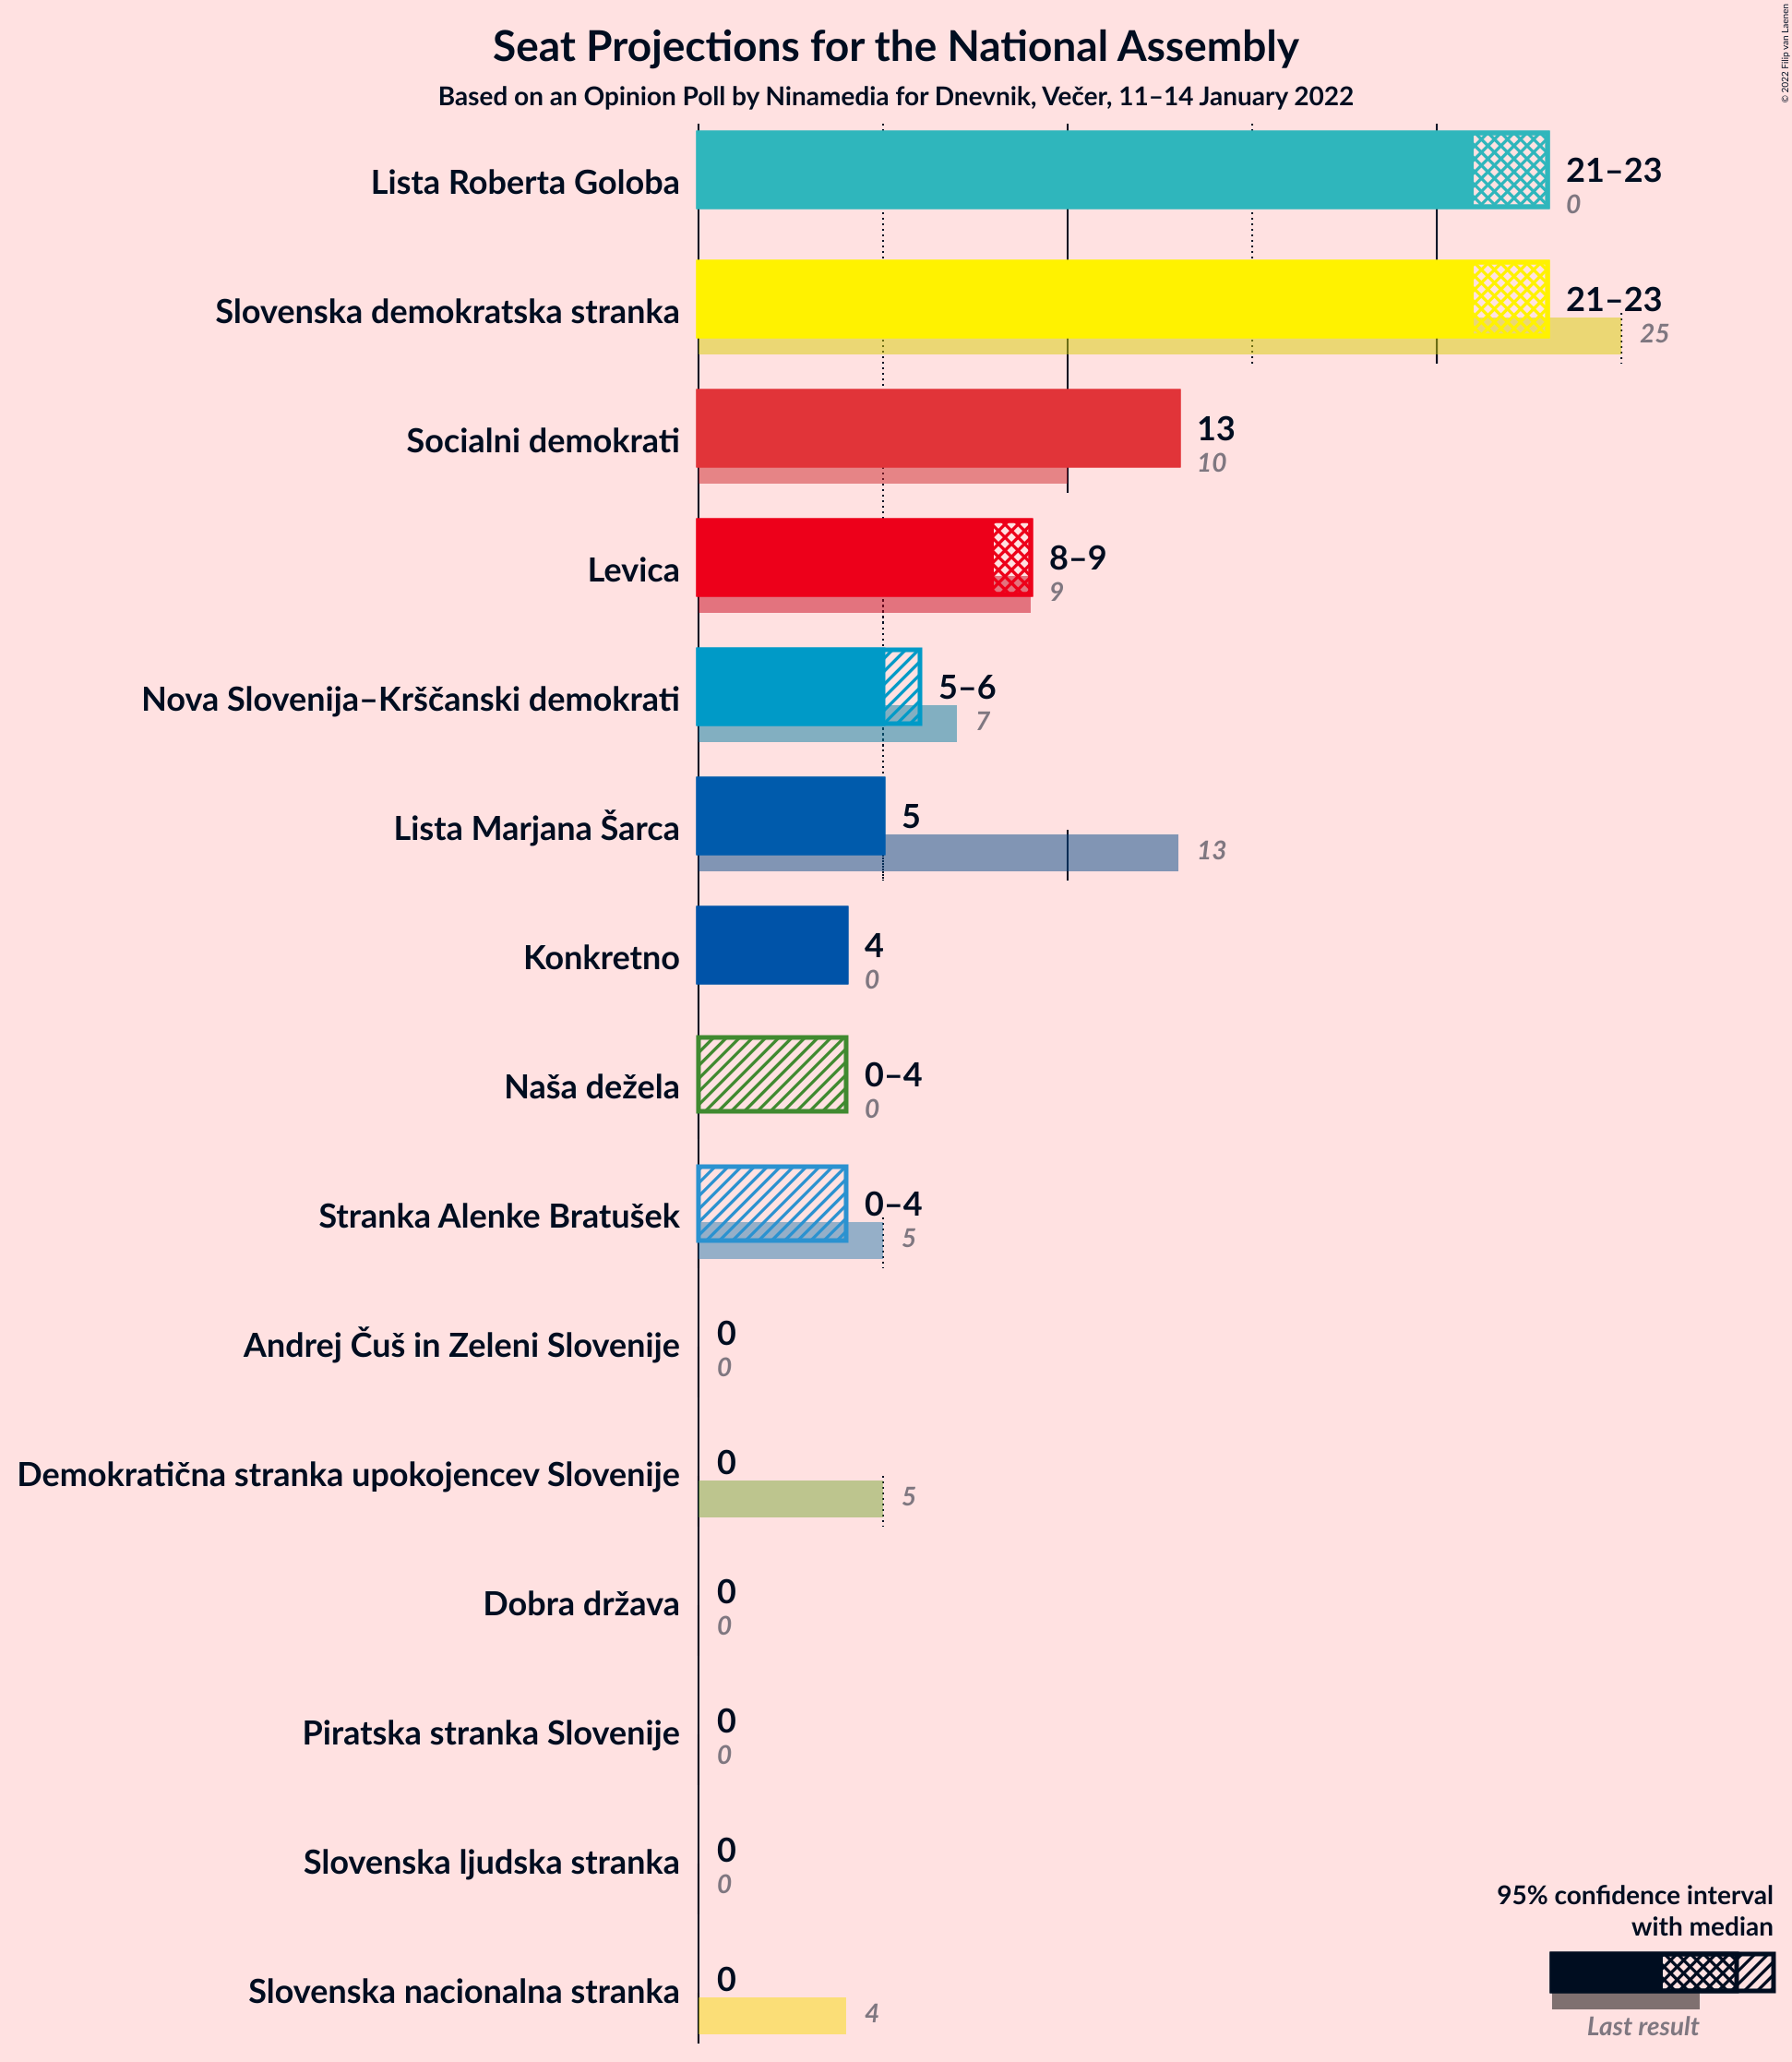 Seat Projections for the National Assembly
Based on an Opinion Poll by Ninamedia for Dnevnik, Večer, 11–14 January 2022
© 2022 Filip van Laenen
Lista Roberta Goloba
21–23
0
Slovenska demokratska stranka
21–23
25
Socialni demokrati
13
10
Levica
8–9
9
Nova Slovenija–Krščanski demokrati
5–6
7
Lista Marjana Šarca
5
13
Konkretno
4
0
Naša dežela
0–4
0
Stranka Alenke Bratušek
0–4
5
Andrej Čuš in Zeleni Slovenije
0
0
Demokratična stranka upokojencev Slovenije
0
5
Dobra država
0
0
Piratska stranka Slovenije
0
0
Slovenska ljudska stranka
0
0
Slovenska nacionalna stranka
0
4
95% confidence interval
with median
Last result